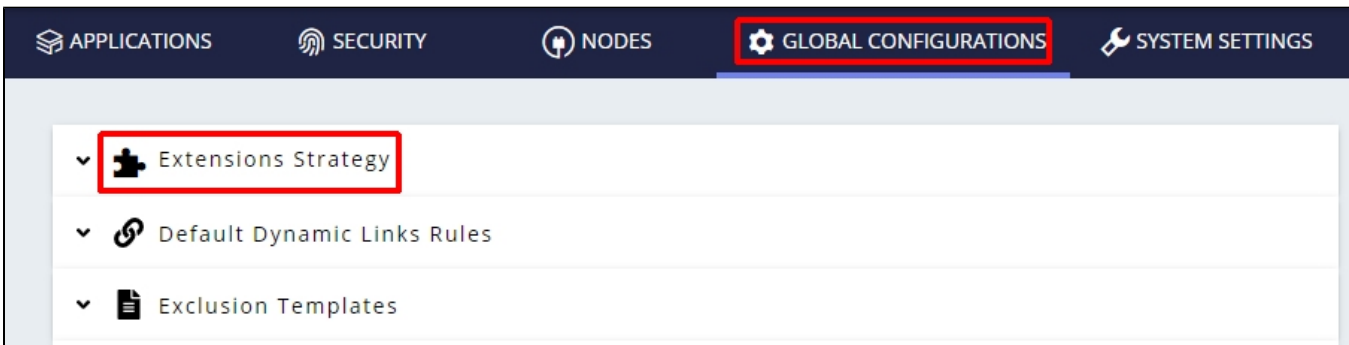 APPLICATIONS SECURITY NODES GLOBAL CONFIGURATIONS SYSTEM SETTINGS
Extensions Strategy
Default Dynamic Links Rules
Exclusion Templates